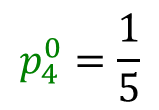 p_4^0 = 1/5